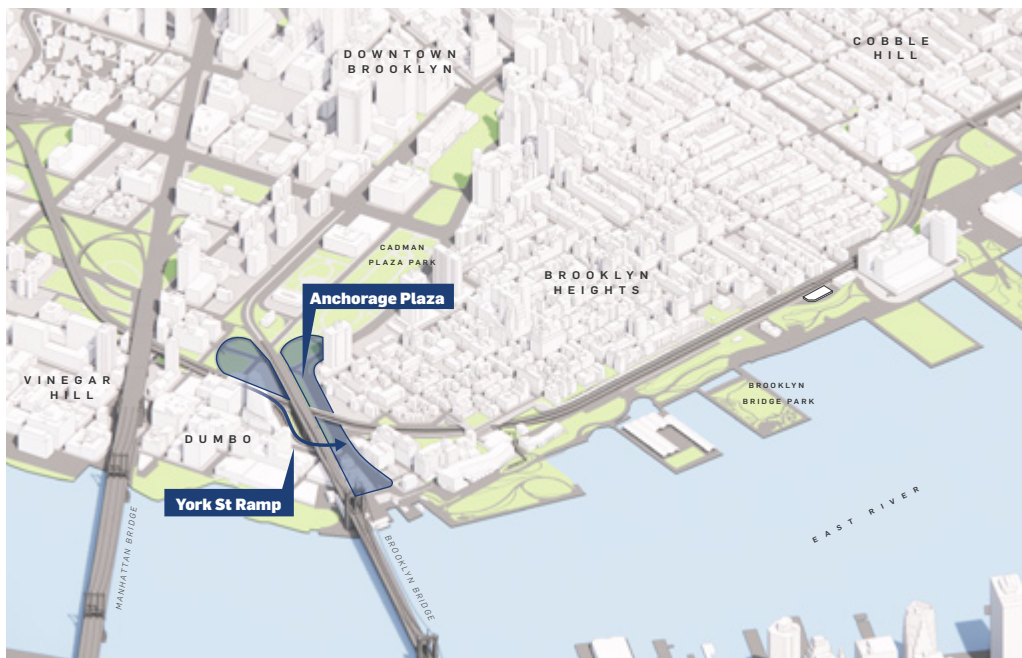 DOWNTOWN
BROOKLYN
COBBLE
HILL
CADMAN
PLAZA PARK
BROOKLYN
HEIGHTS
Anchorage Plaza
VINEGAR
HILL
BROOKLYN
BRIDGE PARK
DUMBO
York St Ramp
EAST RIVER
MANHATTAN BRIDGE
BROOKLYN BRIDGE